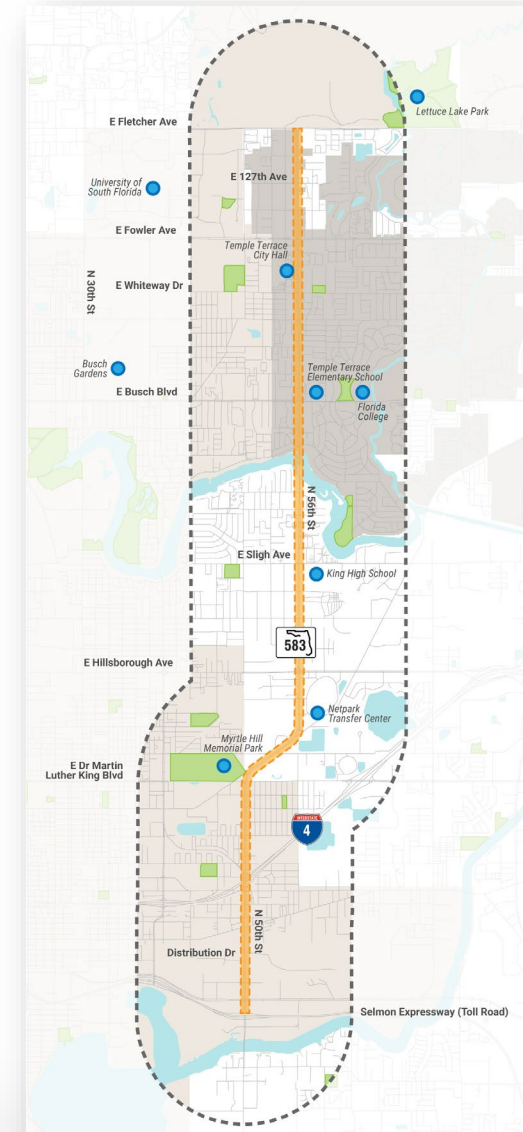 Lettuce Lake Park
E Fletcher Ave
E 127th Ave
University of
South Florida
E Fowler Ave
Temple Terrace
City Hall
N 30th St
E Whiteway Dr
Busch
Gardens
Temple Terrace
Elementary School
E Busch Blvd
Florida
College
N 56th St
E Sligh Ave
King High School
583
E Hillsborough Ave
Netpark
Transfer Center
Myrtle Hill
Memorial Park
E Dr Martin
Luther King Blvd
INTERSTATE
4
N 50th St
Distribution Dr
Selmon Expressway (Toll Road)